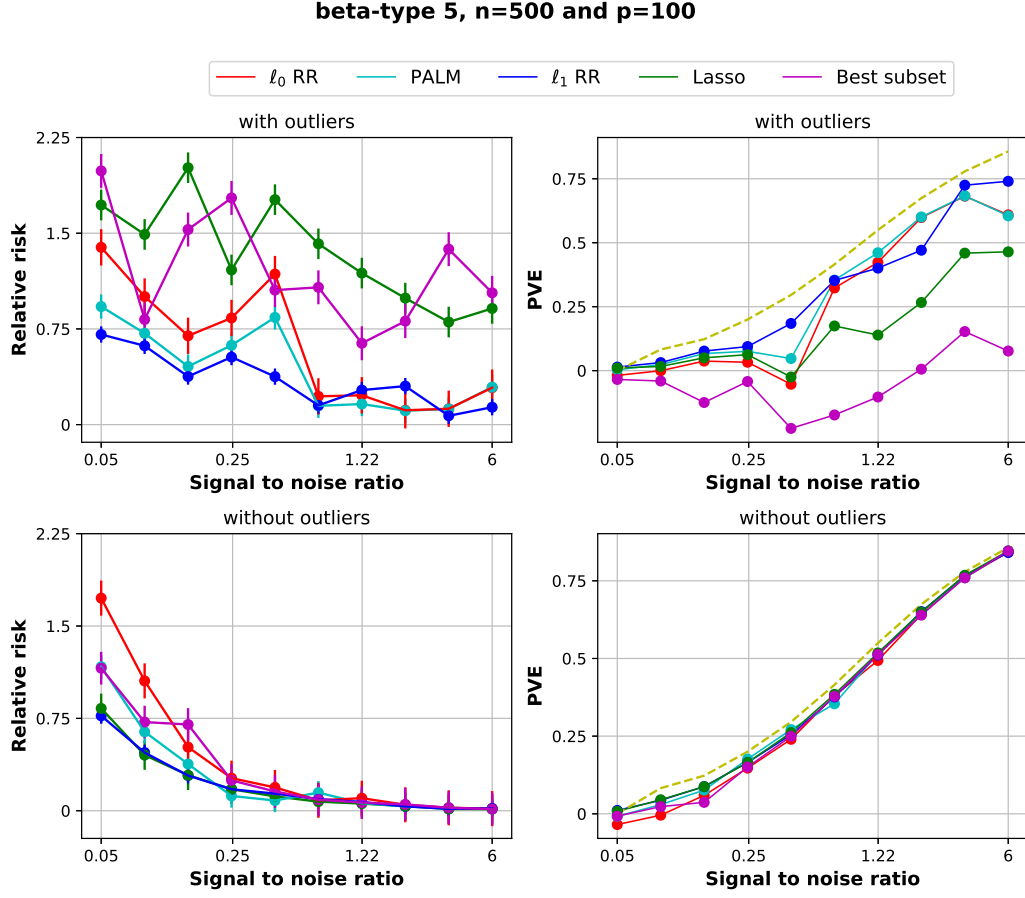 beta-type 5, n=500 and p=100
ℓ0 RR PALM ℓ1 RR Lasso Best subset
with outliers
Relative risk
2.25
1.5
0.75
0
0.05 0.25 1.22 6
Signal to noise ratio
with outliers
PVE
0.75
0.5
0.25
0
0.05 0.25 1.22 6
Signal to noise ratio
without outliers
Relative risk
2.25
1.5
0.75
0
0.05 0.25 1.22 6
Signal to noise ratio
without outliers
PVE
0.75
0.5
0.25
0
0.05 0.25 1.22 6
Signal to noise ratio